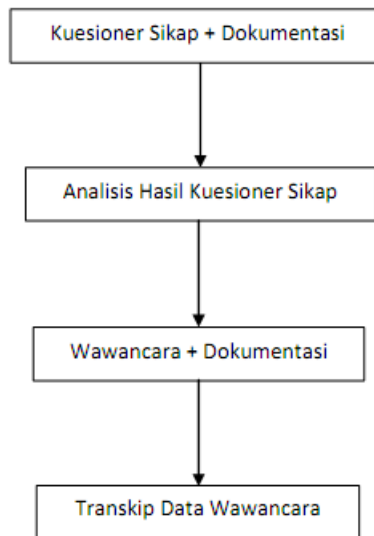 Kuesioner Sikap + Dokumentasi
Analisis Hasil Kuesioner Sikap
Wawancara + Dokumentasi
Transkip Data Wawancara